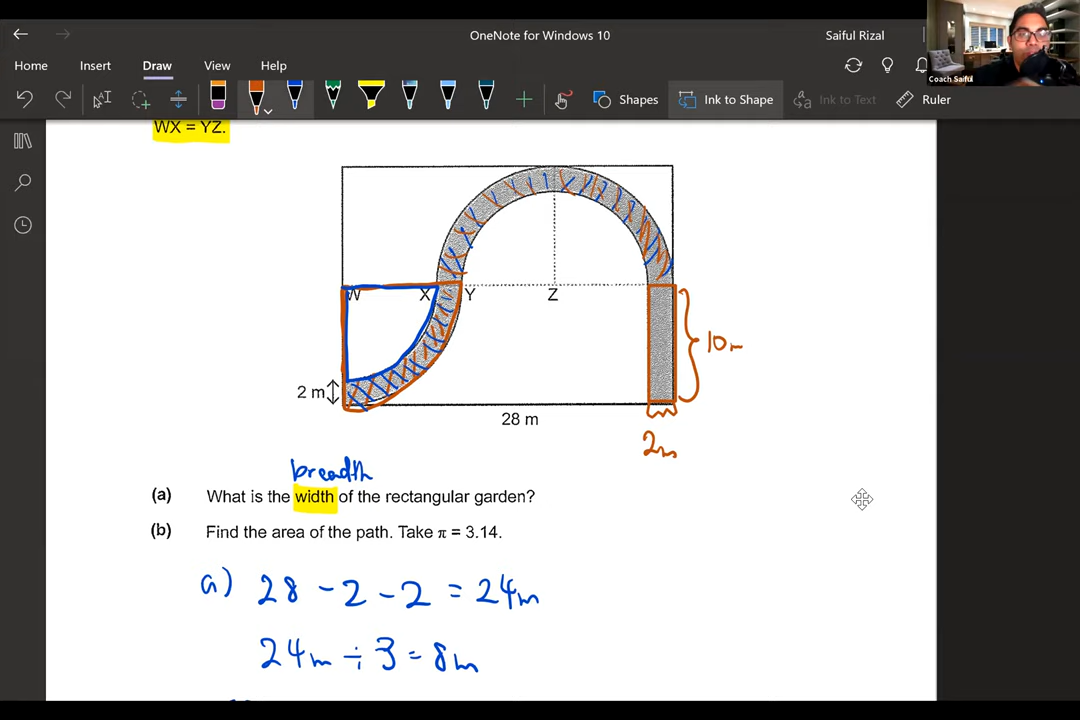 OneNote for Windows 10
Saiful Rizal
Home Insert Draw View Help
Coach Saiful
Shapes Ink to Shape Ink to Text Ruler
WX = YZ.
W X Y Z
10m
2 m
28 m
2m
breadth
(a) What is the width of the rectangular garden?
(b) Find the area of the path. Take π = 3.14.
a) 28 - 2 - 2 = 24m
24m ÷ 3 = 8m